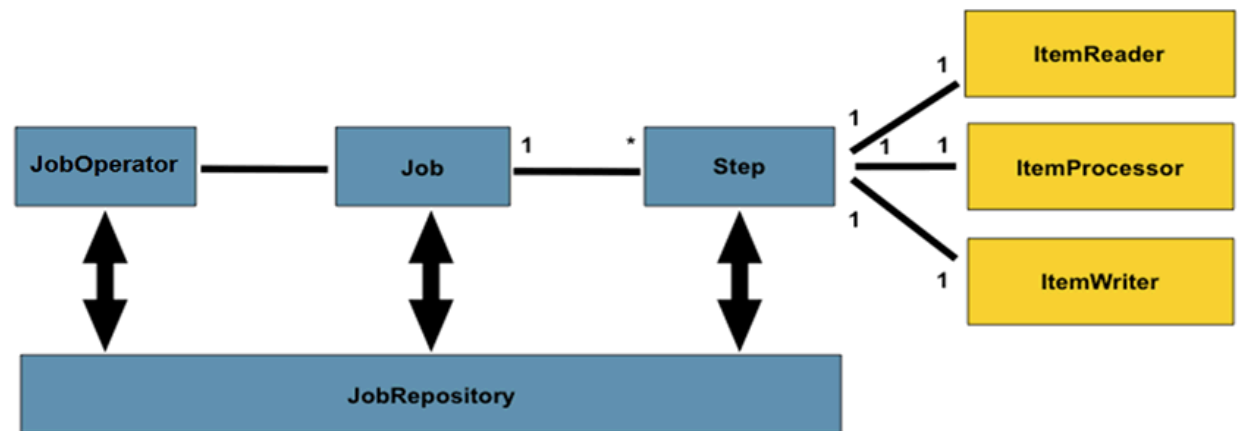 ItemReader
1
1
JobOperator
Job
1
*
Step
1
1
ItemProcessor
1
1
ItemWriter
JobRepository